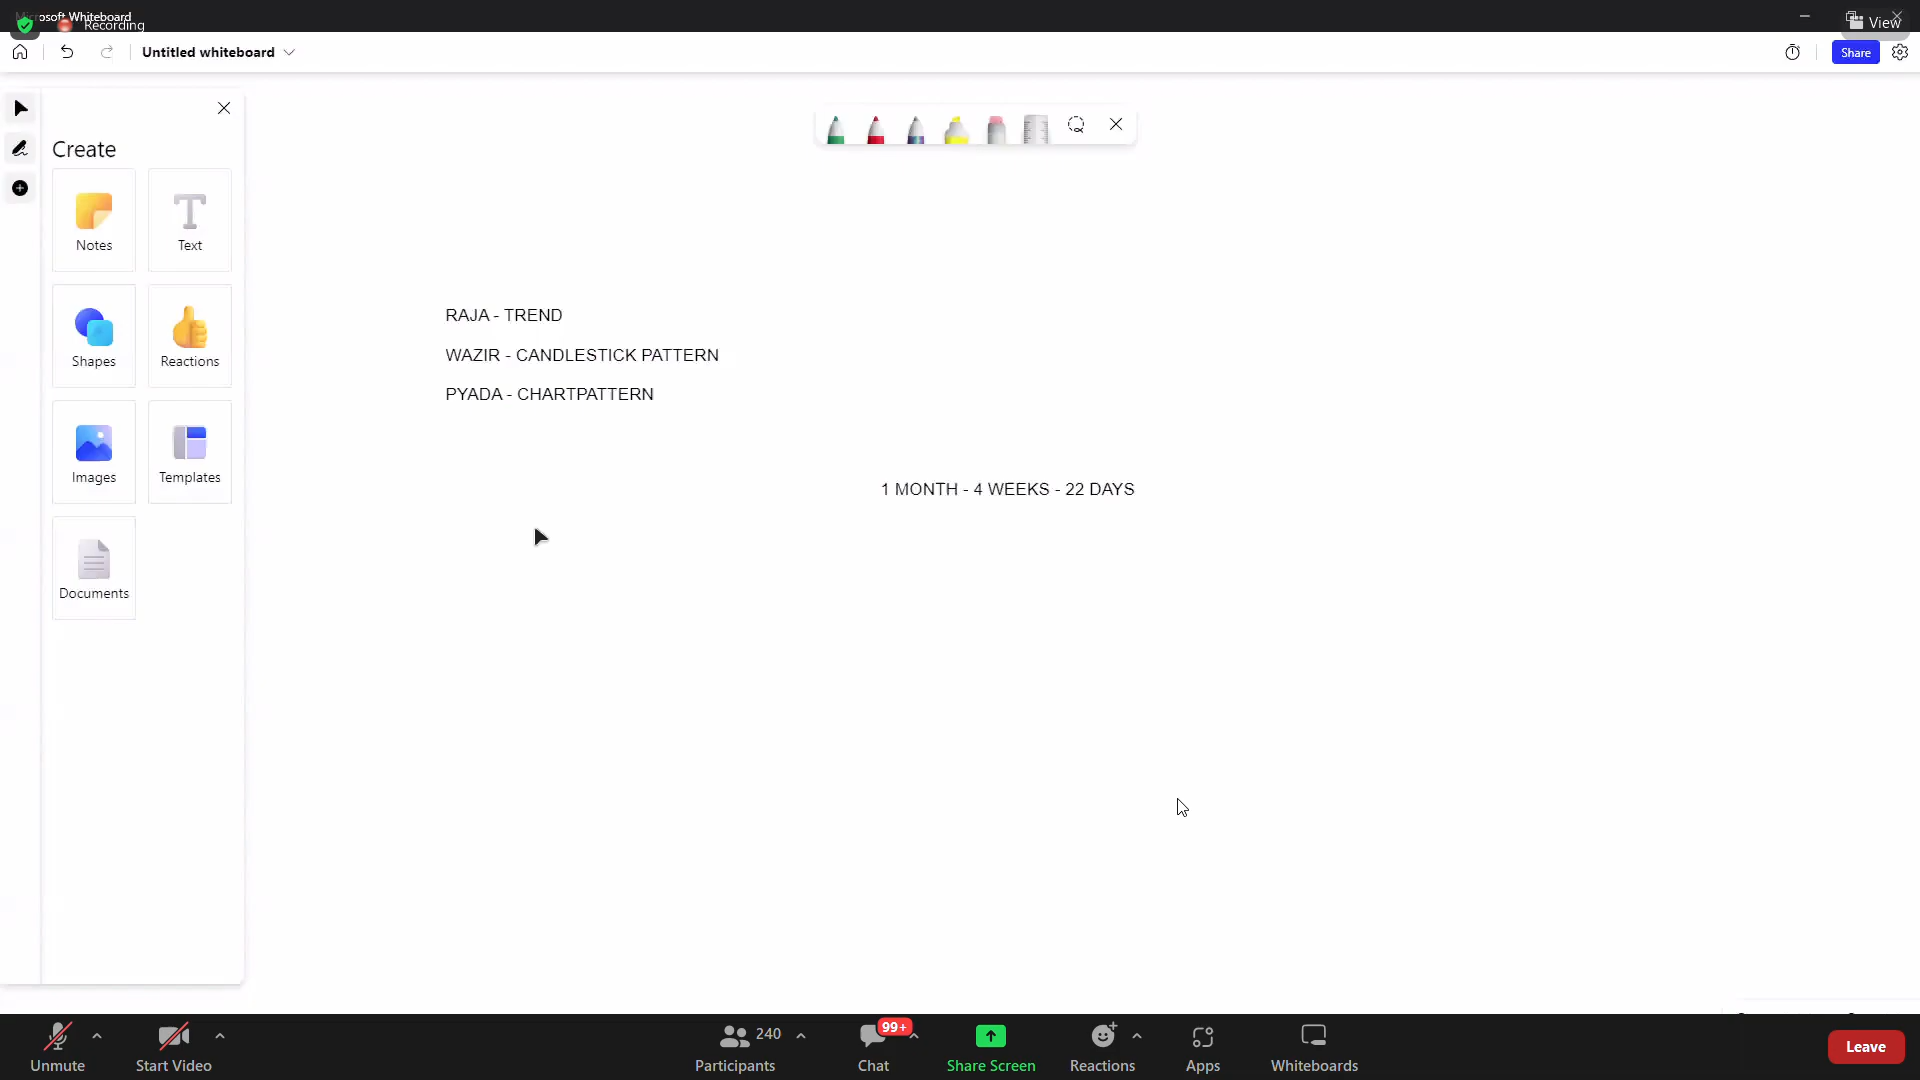 Microsoft Whiteboard
Recording
View
Untitled whiteboard
Share
Create
Notes
Text
Shapes
Reactions
Images
Templates
Documents
RAJA - TREND
WAZIR - CANDLESTICK PATTERN
PYADA - CHARTPATTERN
1 MONTH - 4 WEEKS - 22 DAYS
Unmute
Start Video
240
Participants
99+
Chat
Share Screen
Reactions
Apps
Whiteboards
Leave